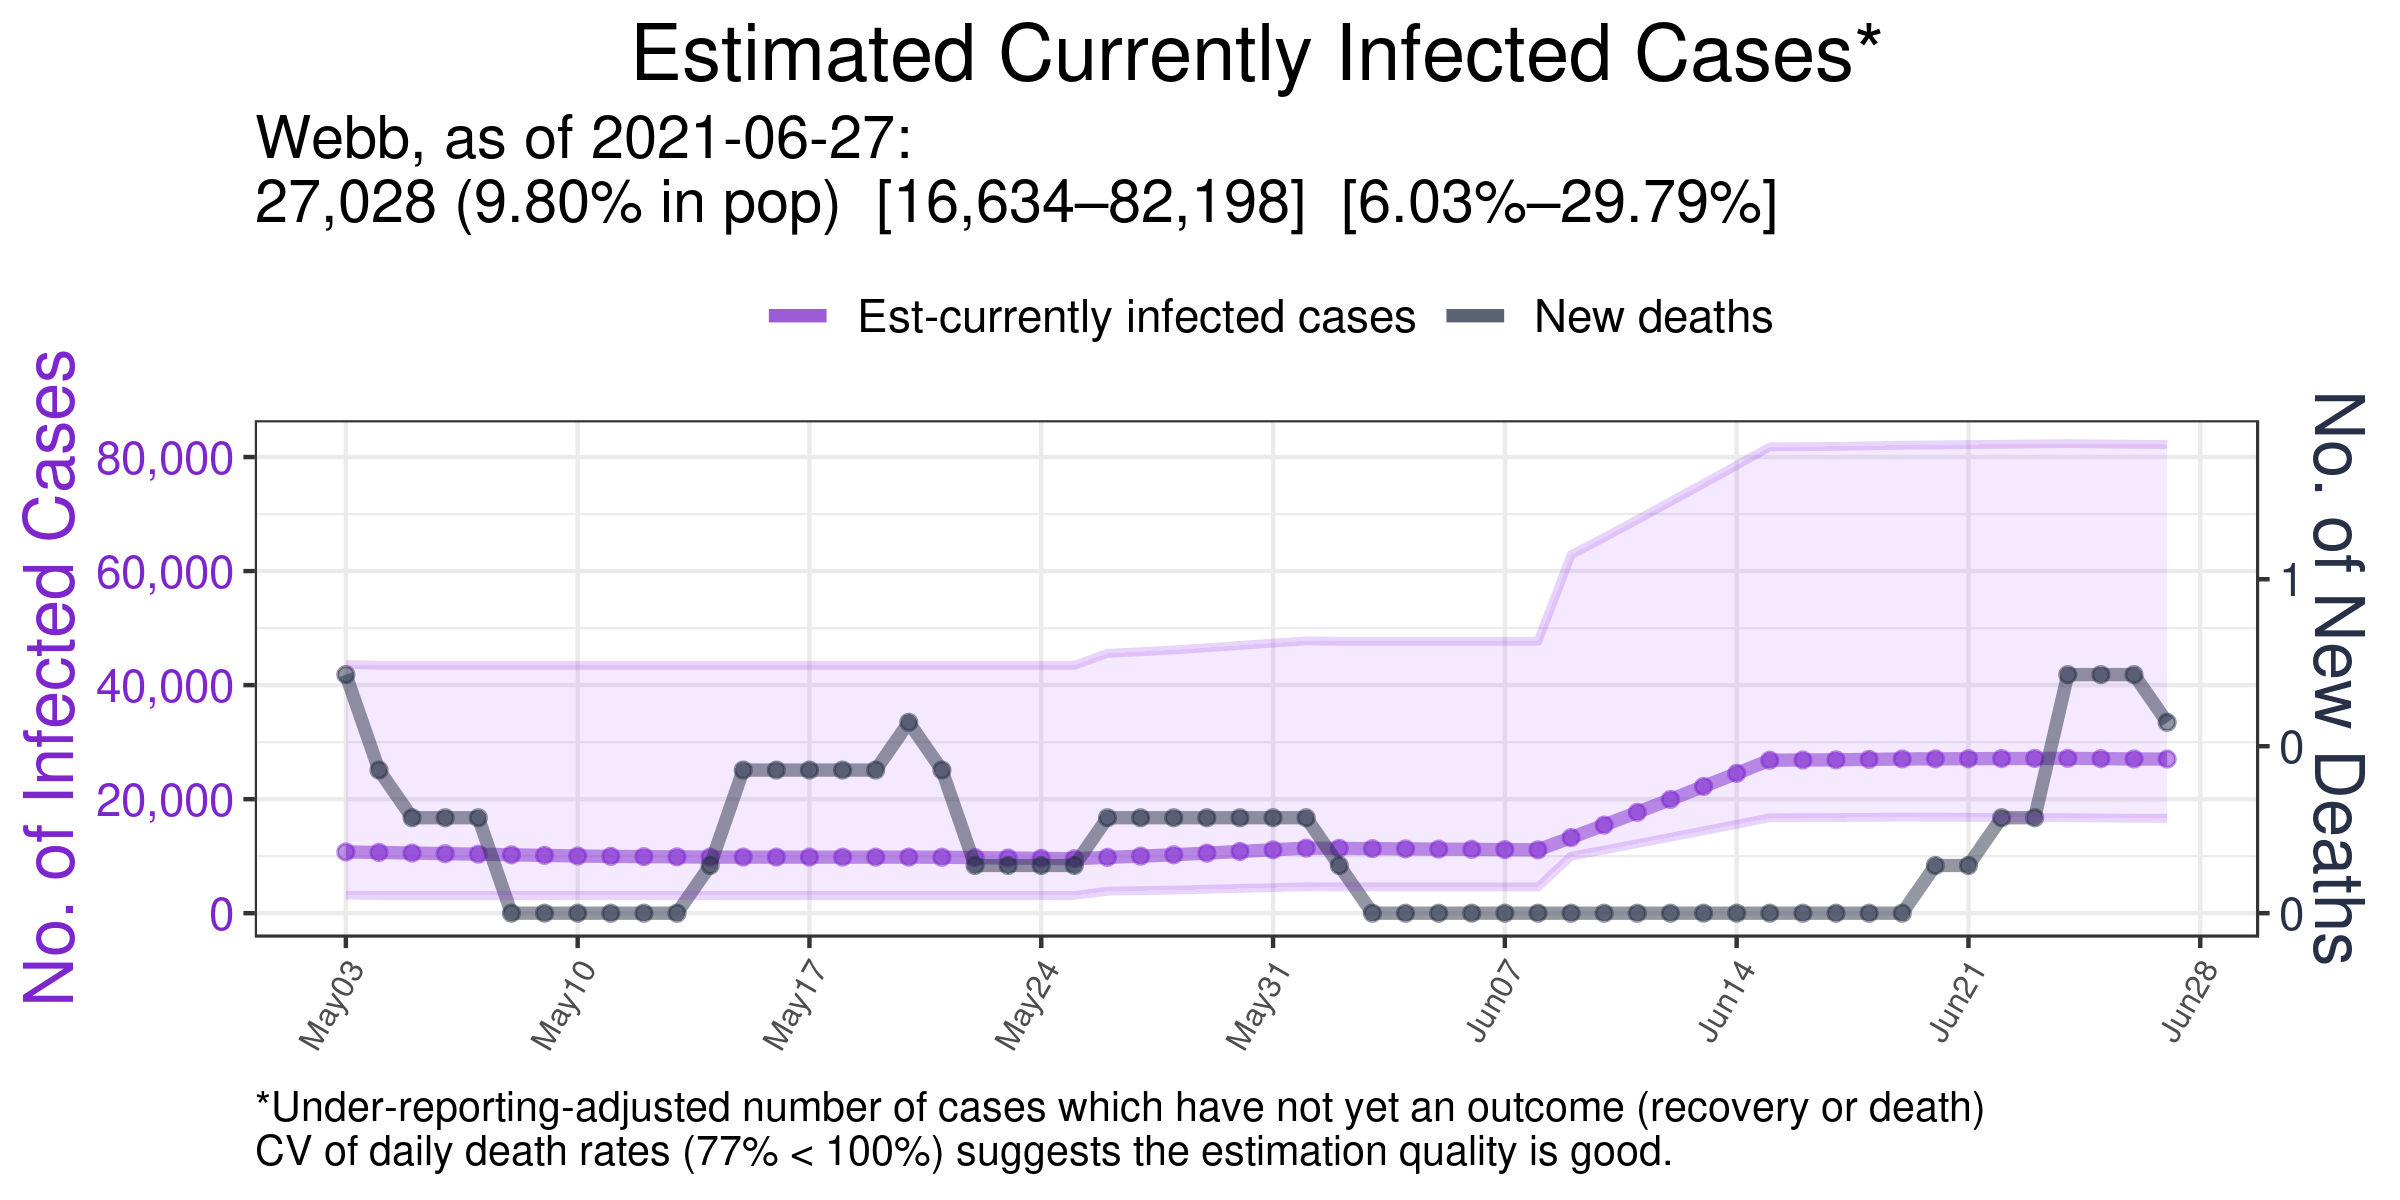 Estimated Currently Infected Cases*
Webb, as of 2021-06-27:
27,028 (9.80% in pop)  [16,634–82,198]  [6.03%–29.79%]
Est-currently infected cases
New deaths
No. of Infected Cases
80,000
60,000
40,000
20,000
0
No. of New Deaths
1
0
0
May03
May10
May17
May24
May31
Jun07
Jun14
Jun21
Jun28
*Under-reporting-adjusted number of cases which have not yet an outcome (recovery or death)
CV of daily death rates (77% < 100%) suggests the estimation quality is good.